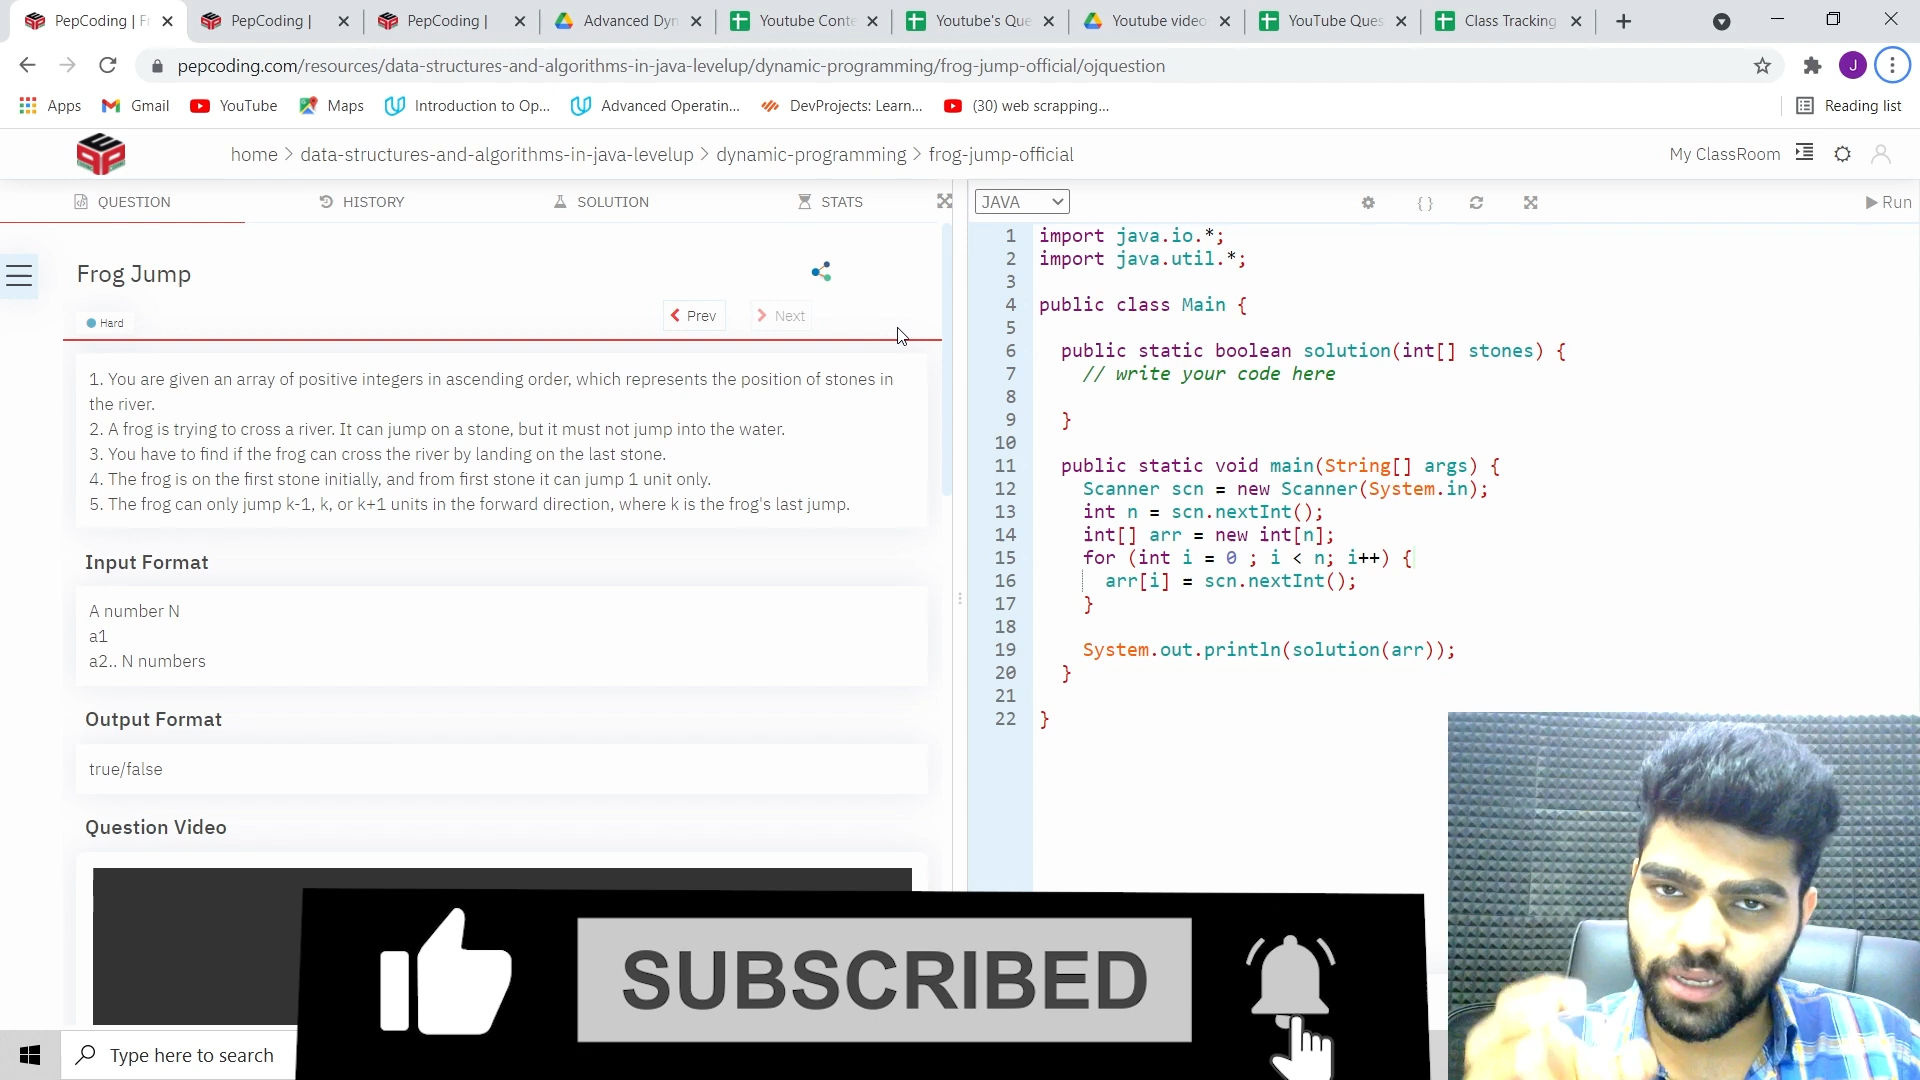 PepCoding | Fr
PepCoding |
PepCoding |
Advanced Dyn
Youtube Conte
Youtube's Que
Youtube video
YouTube Ques
Class Tracking
pepcoding.com/resources/data-structures-and-algorithms-in-java-levelup/dynamic-programming/frog-jump-official/ojquestion
J
Apps
Gmail
YouTube
Maps
Introduction to Op...
Advanced Operatin...
DevProjects: Learn...
(30) web scrapping...
Reading list
home > data-structures-and-algorithms-in-java-levelup > dynamic-programming > frog-jump-official
My ClassRoom
QUESTION
HISTORY
SOLUTION
STATS
JAVA
{ }
Run
Frog Jump
Hard
Prev
Next
1. You are given an array of positive integers in ascending order, which represents the position of stones in
the river.
2. A frog is trying to cross a river. It can jump on a stone, but it must not jump into the water.
3. You have to find if the frog can cross the river by landing on the last stone.
4. The frog is on the first stone initially, and from first stone it can jump 1 unit only.
5. The frog can only jump k-1, k, or k+1 units in the forward direction, where k is the frog's last jump.
Input Format
A number N
a1
a2.. N numbers
Output Format
true/false
Question Video
1 import java.io.*;
2 import java.util.*;
3
4 public class Main {
5
6 public static boolean solution(int[] stones) {
7 // write your code here
8
9 }
10
11 public static void main(String[] args) {
12 Scanner scn = new Scanner(System.in);
13 int n = scn.nextInt();
14 int[] arr = new int[n];
15 for (int i = 0 ; i < n; i++) {
16 arr[i] = scn.nextInt();
17 }
18
19 System.out.println(solution(arr));
20 }
21
22 }
SUBSCRIBED
Type here to search